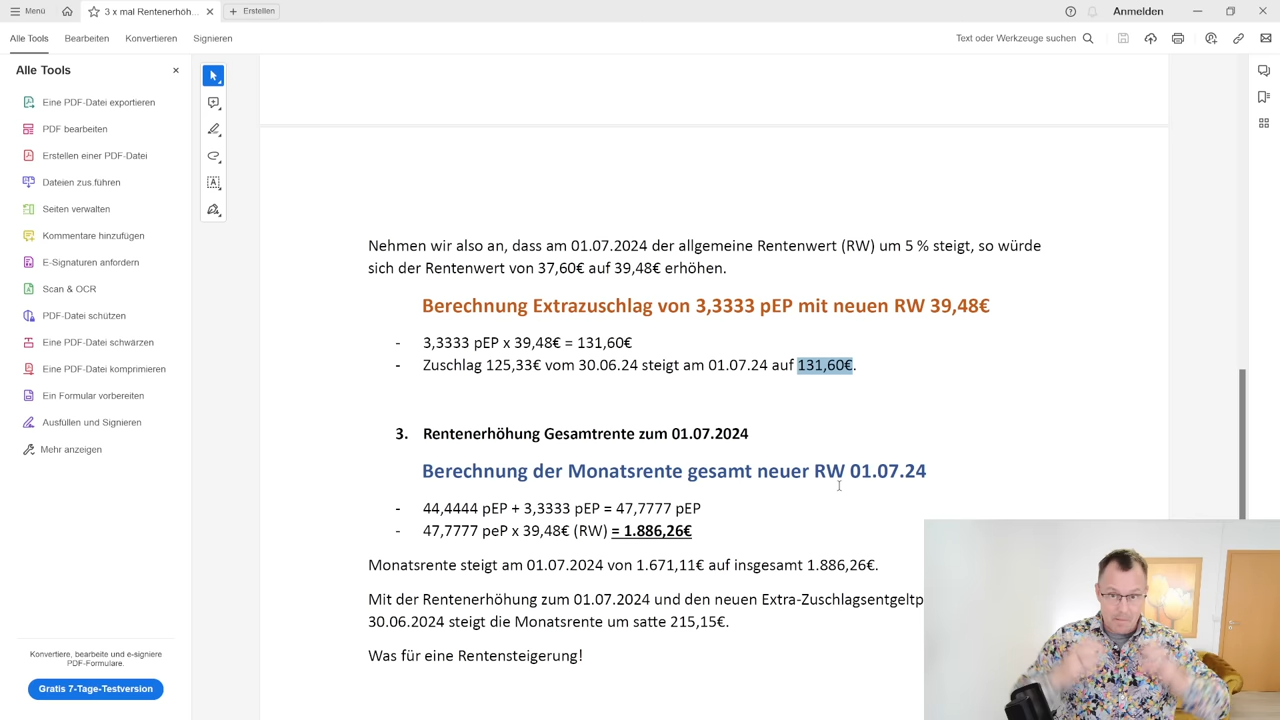 Menü
3 x mal Rentenerhöh...
Erstellen
Anmelden
Alle Tools
Bearbeiten
Konvertieren
Signieren
Text oder Werkzeuge suchen
Alle Tools
Eine PDF-Datei exportieren
PDF bearbeiten
Erstellen einer PDF-Datei
Dateien zus.führen
Seiten verwalten
Kommentare hinzufügen
E-Signaturen anfordern
Scan & OCR
PDF-Datei schützen
Eine PDF-Datei schwärzen
Eine PDF-Datei komprimieren
Ein Formular vorbereiten
Ausfüllen und Signieren
Mehr anzeigen
Konvertiere, bearbeite und e-signiere
PDF-Formulare.
Gratis 7-Tage-Testversion
Nehmen wir also an, dass am 01.07.2024 der allgemeine Rentenwert (RW) um 5 % steigt, so würde
sich der Rentenwert von 37,60€ auf 39,48€ erhöhen.
Berechnung Extrazuschlag von 3,3333 pEP mit neuen RW 39,48€
- 3,3333 pEP x 39,48€ = 131,60€
- Zuschlag 125,33€ vom 30.06.24 steigt am 01.07.24 auf 131,60€.
3. Rentenerhöhung Gesamtrente zum 01.07.2024
Berechnung der Monatsrente gesamt neuer RW 01.07.24
- 44,4444 pEP + 3,3333 pEP = 47,7777 pEP
- 47,7777 peP x 39,48€ (RW) = 1.886,26€
Monatsrente steigt am 01.07.2024 von 1.671,11€ auf insgesamt 1.886,26€.
Mit der Rentenerhöhung zum 01.07.2024 und den neuen Extra-Zuschlagsentgeltp
30.06.2024 steigt die Monatsrente um satte 215,15€.
Was für eine Rentensteigerung!